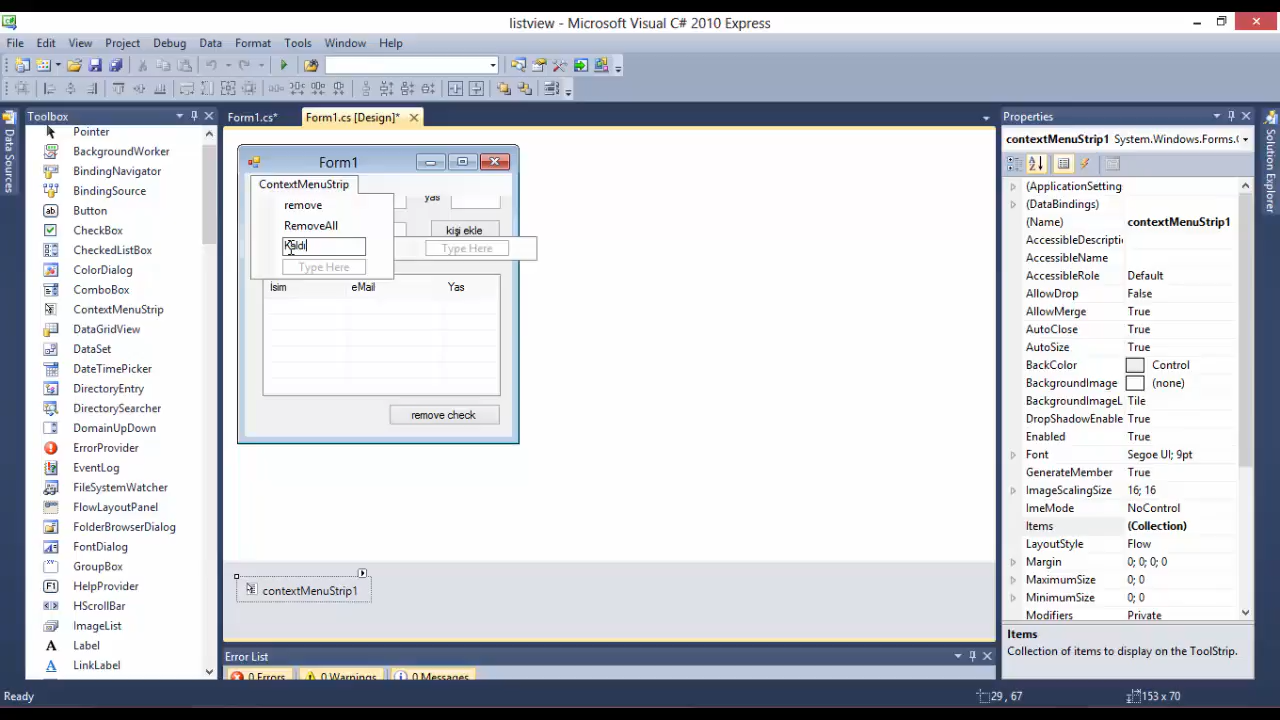 listview - Microsoft Visual C# 2010 Express
File Edit View Project Debug Data Format Tools Window Help
Toolbox
Form1.cs* Form1.cs [Design]*
Properties
Data Sources
Solution Explorer
Pointer
BackgroundWorker
BindingNavigator
BindingSource
Button
CheckBox
CheckedListBox
ColorDialog
ComboBox
ContextMenuStrip
DataGridView
DataSet
DateTimePicker
DirectoryEntry
DirectorySearcher
DomainUpDown
ErrorProvider
EventLog
FileSystemWatcher
FlowLayoutPanel
FolderBrowserDialog
FontDialog
GroupBox
HelpProvider
HScrollBar
ImageList
Label
LinkLabel
Form1
ContextMenuStrip
remove
RemoveAll
Kaldı
Type Here
Type Here
yas
kişi ekle
Isim eMail Yas
remove check
contextMenuStrip1
Error List
0 Errors 0 Warnings 0 Messages
contextMenuStrip1 System.Windows.Forms.C
(ApplicationSetting
(DataBindings)
(Name) contextMenuStrip1
AccessibleDescripti
AccessibleName
AccessibleRole Default
AllowDrop False
AllowMerge True
AutoClose True
AutoSize True
BackColor Control
BackgroundImage (none)
BackgroundImageL Tile
DropShadowEnable True
Enabled True
Font Segoe UI; 9pt
GenerateMember True
ImageScalingSize 16; 16
ImeMode NoControl
Items (Collection)
LayoutStyle Flow
Margin 0; 0; 0; 0
MaximumSize 0; 0
MinimumSize 0; 0
Modifiers Private
Items
Collection of items to display on the ToolStrip.
Ready 29 , 67 153 x 70